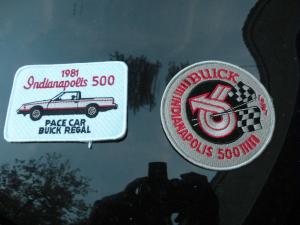 1981
Indianapolis 500
PACE CAR
BUICK REGAL
BUICK
INDIANAPOLIS 500